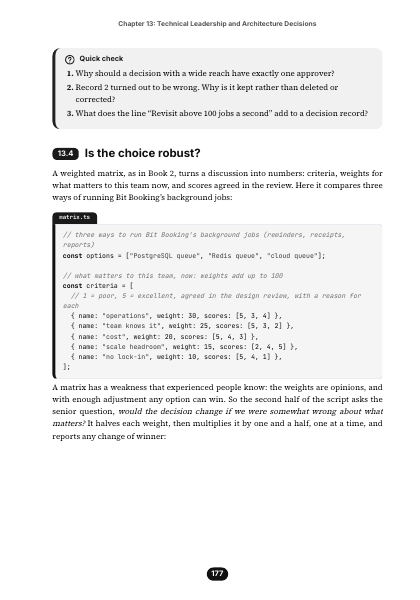 Chapter 13: Technical Leadership and Architecture Decisions
Quick check
1. Why should a decision with a wide reach have exactly one approver?
2. Record 2 turned out to be wrong. Why is it kept rather than deleted or
corrected?
3. What does the line “Revisit above 100 jobs a second” add to a decision record?
13.4 Is the choice robust?
A weighted matrix, as in Book 2, turns a discussion into numbers: criteria, weights for
what matters to this team now, and scores agreed in the review. Here it compares three
ways of running Bit Booking’s background jobs:
matrix.ts
// three ways to run Bit Booking's background jobs (reminders, receipts,
reports)
const options = ["PostgreSQL queue", "Redis queue", "cloud queue"];
// what matters to this team, now: weights add up to 100
const criteria = [
// 1 = poor, 5 = excellent, agreed in the design review, with a reason for
each
{ name: "operations", weight: 30, scores: [5, 3, 4] },
{ name: "team knows it", weight: 25, scores: [5, 3, 2] },
{ name: "cost", weight: 20, scores: [5, 4, 3] },
{ name: "scale headroom", weight: 15, scores: [2, 4, 5] },
{ name: "no lock-in", weight: 10, scores: [5, 4, 1] },
];
A matrix has a weakness that experienced people know: the weights are opinions, and
with enough adjustment any option can win. So the second half of the script asks the
senior question, would the decision change if we were somewhat wrong about what
matters? It halves each weight, then multiplies it by one and a half, one at a time, and
reports any change of winner:
177